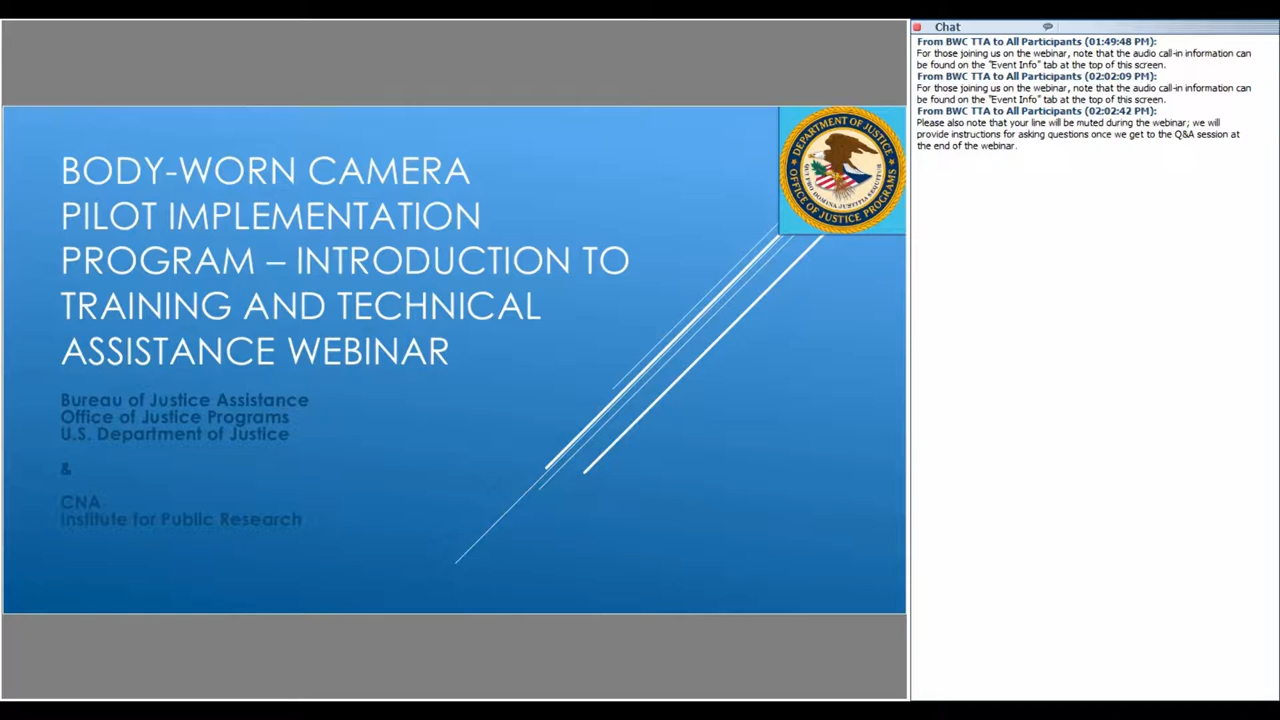 BODY-WORN CAMERA
PILOT IMPLEMENTATION
PROGRAM – INTRODUCTION TO
TRAINING AND TECHNICAL
ASSISTANCE WEBINAR
Bureau of Justice Assistance
Office of Justice Programs
U.S. Department of Justice
&
CNA
Institute for Public Research
DEPARTMENT OF JUSTICE
QUI PRO DOMINA JUSTITIA SEQUITUR
OFFICE OF JUSTICE PROGRAMS
Chat
From BWC TTA to All Participants (01:49:48 PM):
For those joining us on the webinar, note that the audio call-in information can
be found on the "Event Info" tab at the top of this screen.
From BWC TTA to All Participants (02:02:09 PM):
For those joining us on the webinar, note that the audio call-in information can
be found on the "Event Info" tab at the top of this screen.
From BWC TTA to All Participants (02:02:42 PM):
Please also note that your line will be muted during the webinar; we will
provide instructions for asking questions once we get to the Q&A session at
the end of the webinar.